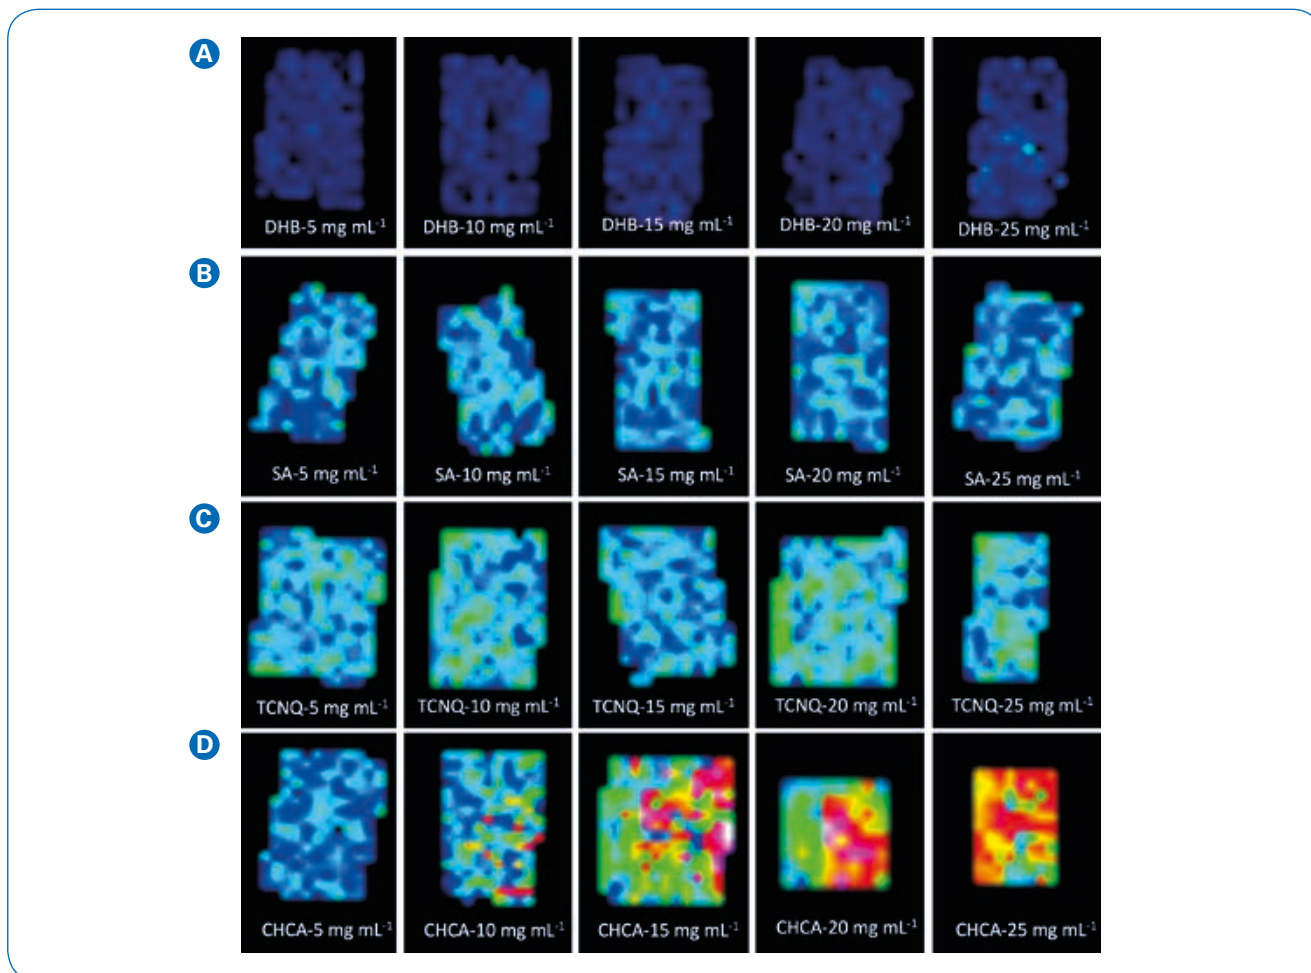 A
DHB-5 mg mL⁻¹ DHB-10 mg mL⁻¹ DHB-15 mg mL⁻¹ DHB-20 mg mL⁻¹ DHB-25 mg mL⁻¹
B
SA-5 mg mL⁻¹ SA-10 mg mL⁻¹ SA-15 mg mL⁻¹ SA-20 mg mL⁻¹ SA-25 mg mL⁻¹
C
TCNQ-5 mg mL⁻¹ TCNQ-10 mg mL⁻¹ TCNQ-15 mg mL⁻¹ TCNQ-20 mg mL⁻¹ TCNQ-25 mg mL⁻¹
D
CHCA-5 mg mL⁻¹ CHCA-10 mg mL⁻¹ CHCA-15 mg mL⁻¹ CHCA-20 mg mL⁻¹ CHCA-25 mg mL⁻¹